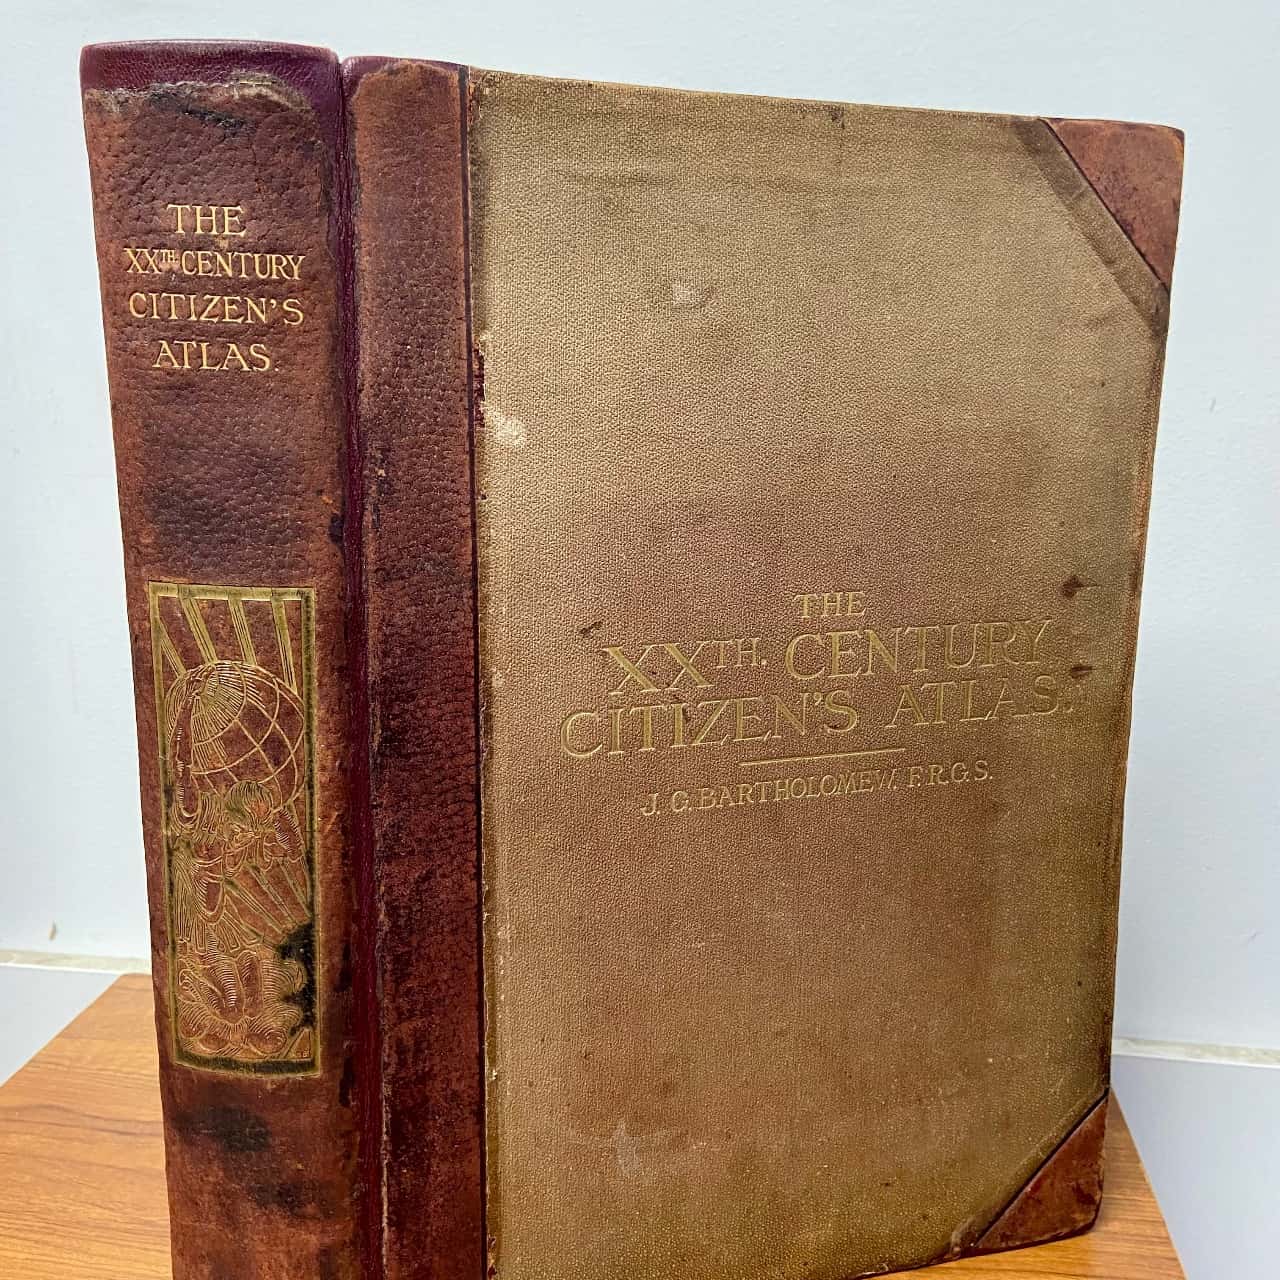 THE
XXTH CENTURY
CITIZEN'S
ATLAS.
THE
XXTH. CENTURY
CITIZEN'S ATLAS.
J. G. BARTHOLOMEW, F.R.G.S.